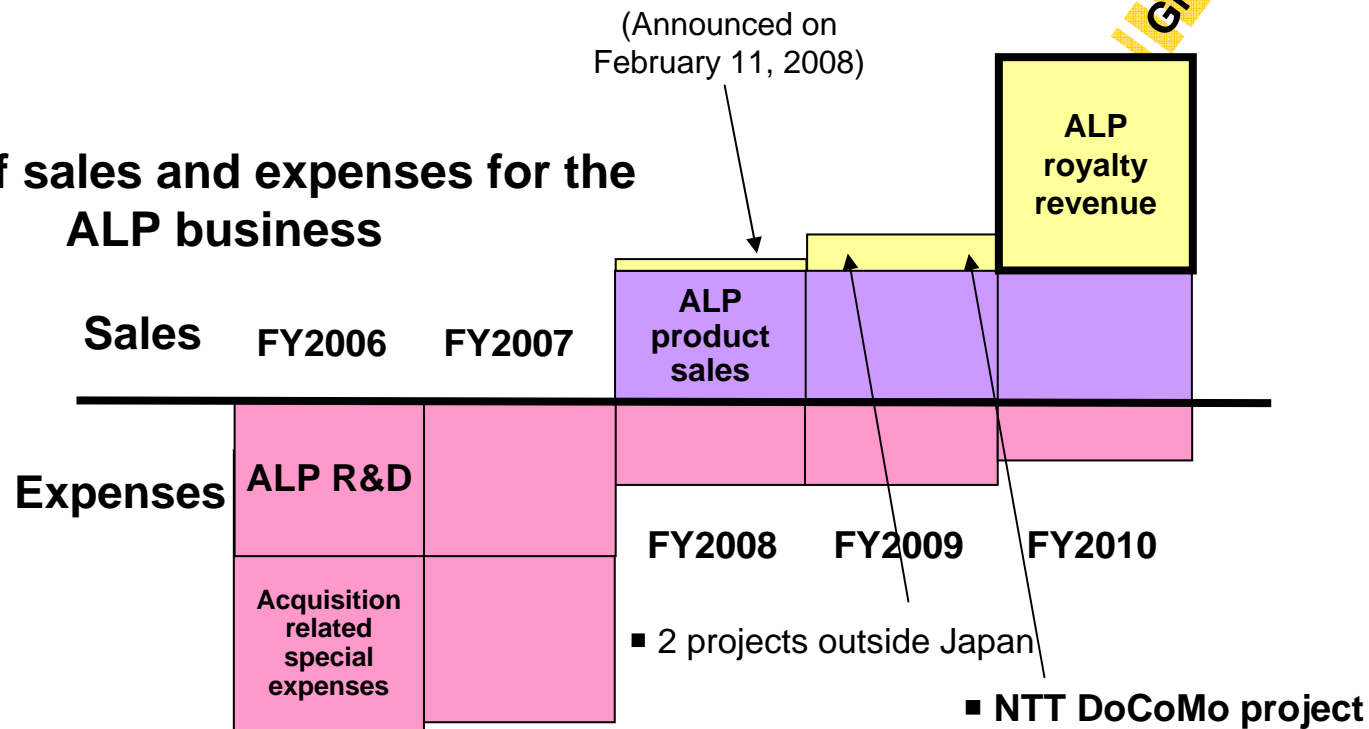 (Announced on
February 11, 2008)
sales and expenses for the
ALP business
ALP
royalty
revenue
Sales
FY2006
FY2007
ALP
product
sales
Expenses
ALP R&D
FY2008
FY2009
FY2010
Acquisition
related
special
expenses
■ 2 projects outside Japan
■ NTT DoCoMo project